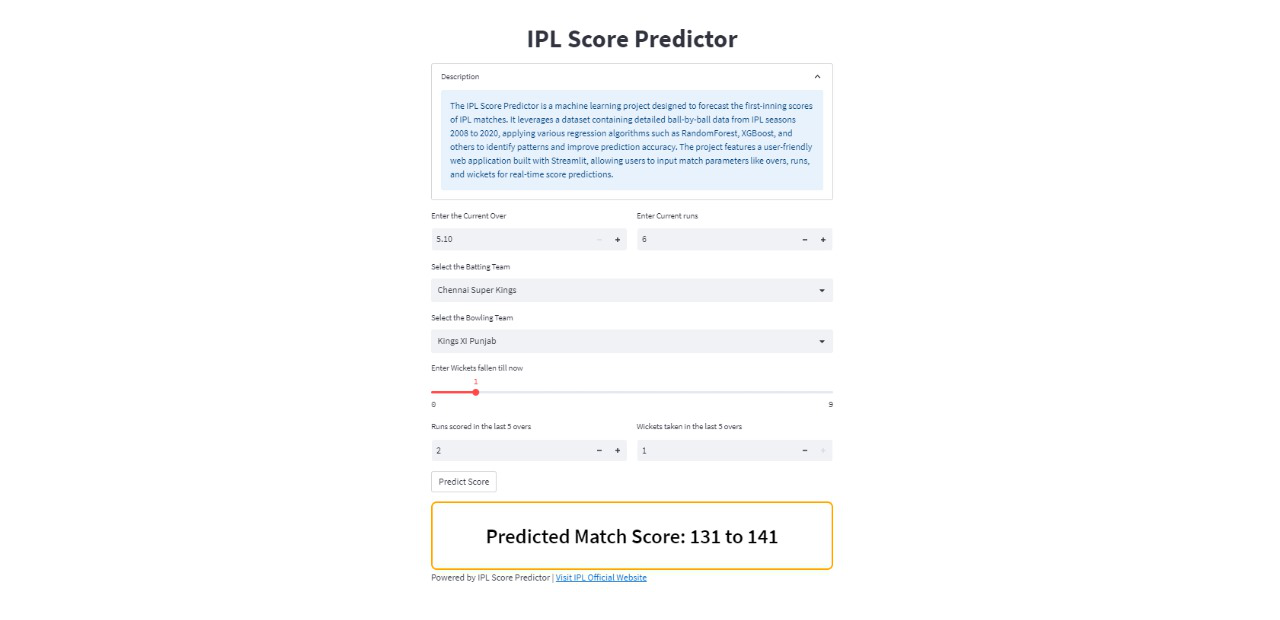 IPL Score Predictor
Description
The IPL Score Predictor is a machine learning project designed to forecast the first-inning scores
of IPL matches. It leverages a dataset containing detailed ball-by-ball data from IPL seasons
2008 to 2020, applying various regression algorithms such as RandomForest, XGBoost, and
others to identify patterns and improve prediction accuracy. The project features a user-friendly
web application built with Streamlit, allowing users to input match parameters like overs, runs,
and wickets for real-time score predictions.
Enter the Current Over
Enter Current runs
5.10 − +
6 − +
Select the Batting Team
Chennai Super Kings
Select the Bowling Team
Kings XI Punjab
Enter Wickets fallen till now
1
0 9
Runs scored in the last 5 overs
Wickets taken in the last 5 overs
2 − +
1 − +
Predict Score
Predicted Match Score: 131 to 141
Powered by IPL Score Predictor | Visit IPL Official Website